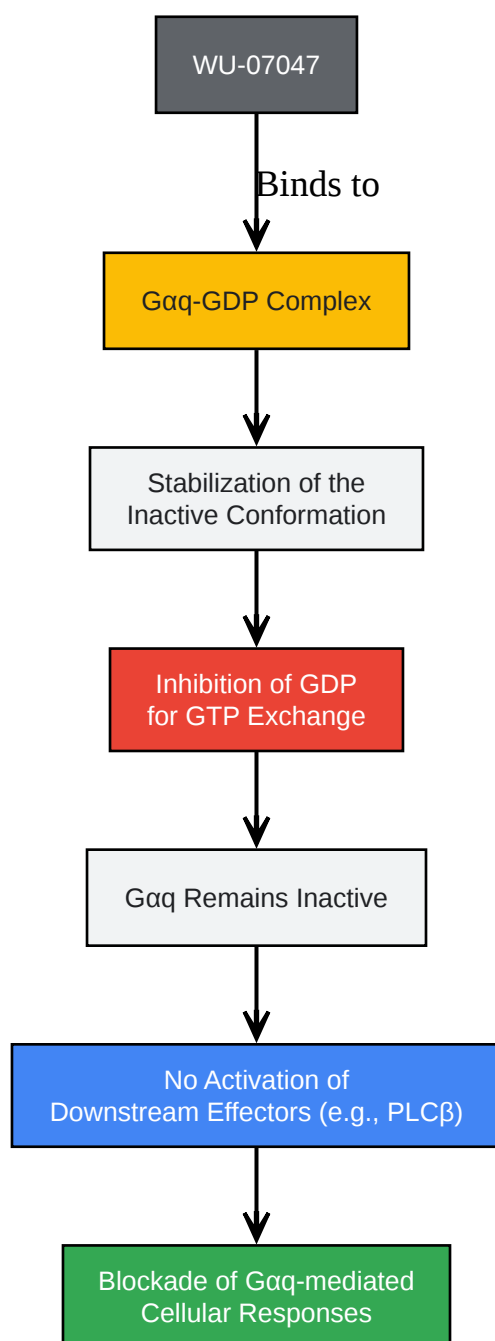 WU-07047
Binds to
Gαq-GDP Complex
Stabilization of the
Inactive Conformation
Inhibition of GDP
for GTP Exchange
Gαq Remains Inactive
No Activation of
Downstream Effectors (e.g., PLCβ)
Blockade of Gαq-mediated
Cellular Responses